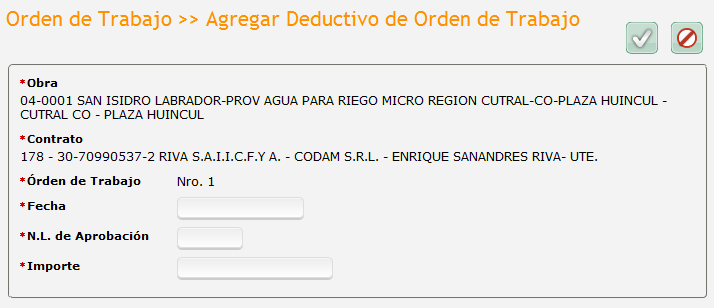 Orden de Trabajo >> Agregar Deductivo de Orden de Trabajo
*Obra
04-0001 SAN ISIDRO LABRADOR-PROV AGUA PARA RIEGO MICRO REGION CUTRAL-CO-PLAZA HUINCUL -
CUTRAL CO - PLAZA HUINCUL
*Contrato
178 - 30-70990537-2 RIVA S.A.I.I.C.F.Y A. - CODAM S.R.L. - ENRIQUE SANANDRES RIVA- UTE.
*Órden de Trabajo Nro. 1
*Fecha
*N.L. de Aprobación
*Importe